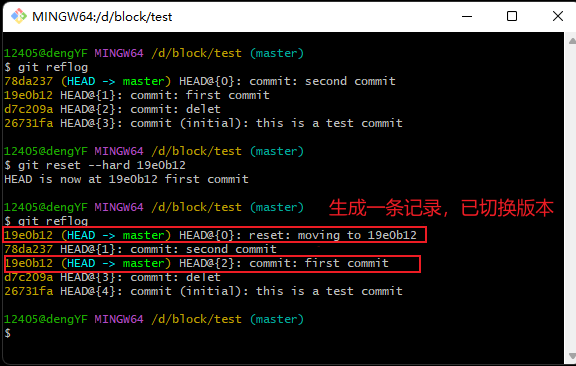 MINGW64:/d/block/test
12405@dengYF MINGW64 /d/block/test (master)
$ git reflog
78da237 (HEAD -> master) HEAD@{0}: commit: second commit
19e0b12 HEAD@{1}: commit: first commit
d7c209a HEAD@{2}: commit: delet
26731fa HEAD@{3}: commit (initial): this is a test commit
12405@dengYF MINGW64 /d/block/test (master)
$ git reset --hard 19e0b12
HEAD is now at 19e0b12 first commit
生成一条记录，已切换版本
12405@dengYF MINGW64 /d/block/test (master)
$ git reflog
19e0b12 (HEAD -> master) HEAD@{0}: reset: moving to 19e0b12
78da237 HEAD@{1}: commit: second commit
19e0b12 (HEAD -> master) HEAD@{2}: commit: first commit
d7c209a HEAD@{3}: commit: delet
26731fa HEAD@{4}: commit (initial): this is a test commit
12405@dengYF MINGW64 /d/block/test (master)
$